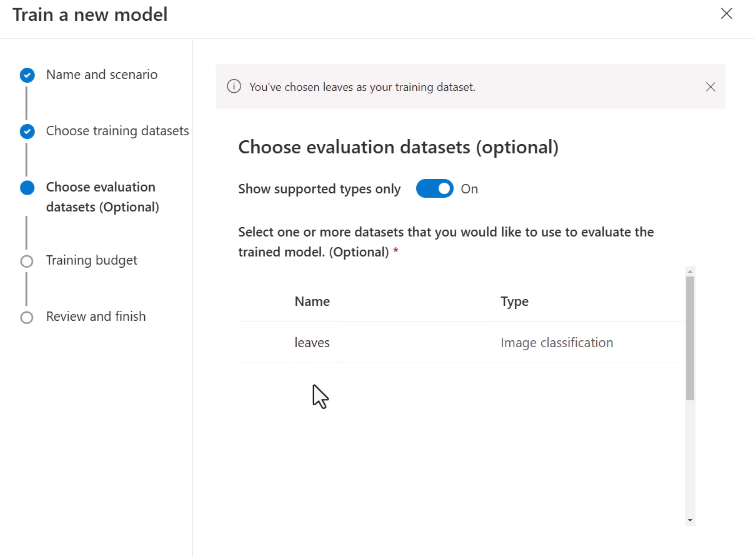 Train a new model
Name and scenario
Choose training datasets
Choose evaluation
datasets (Optional)
Training budget
Review and finish
You've chosen leaves as your training dataset.
Choose evaluation datasets (optional)
Show supported types only On
Select one or more datasets that you would like to use to evaluate the
trained model. (Optional) *
Name Type
leaves Image classification